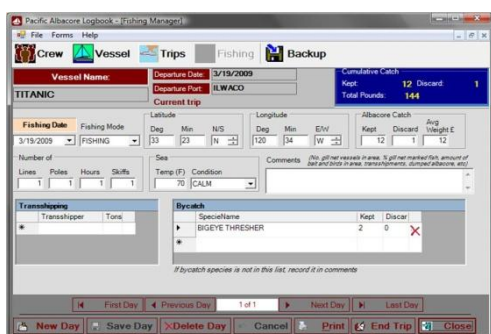 Pacific Albacore Logbook - [Fishing Manager]
File Forms Help
Crew Vessel Trips Fishing Backup
Vessel Name: Departure Date: 3/19/2009 Cumulative Catch
TITANIC Departure Port: ILWACO Kept: 12 Discard: 1
Current trip Total Pounds: 144
Latitude Longitude Albacore Catch
Fishing Date Fishing Mode Deg Min N/S Deg Min E/W Kept Discard Avg Weight £
3/19/2009 FISHING 33 23 N 120 34 W 12 1 12
Number of Sea Comments (No. gill net vessels in area, % gill net marked fish, amount of
bait and birds in area, transshipments, dumped albacore, etc)
Lines Poles Hours Skiffs Temp (F) Condition
1 1 1 1 70 CALM
Transshipping Bycatch
Transshipper Tons SpecieName Kept Discar
BIGEYE THRESHER 2 0
If bycatch species is not in this list, record it in comments
First Day Previous Day 1 of 1 Next Day Last Day
New Day Save Day Delete Day Cancel Print End Trip Close